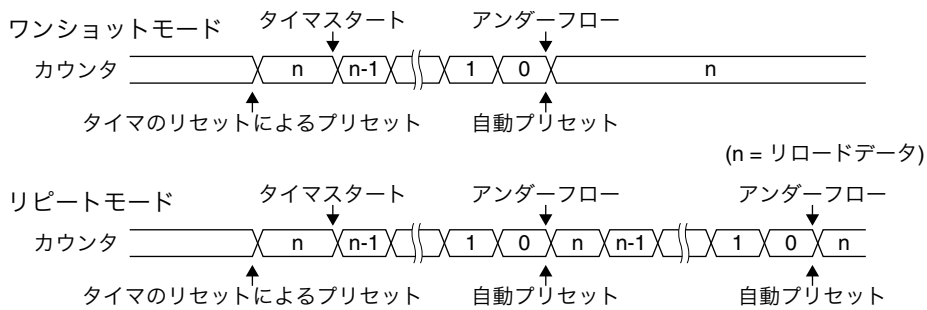 ワンショットモード
タイマスタート アンダーフロー
カウンタ n n-1 1 0 n
タイマのリセットによるプリセット 自動プリセット
(n = リロードデータ)
リピートモード
タイマスタート アンダーフロー アンダーフロー
カウンタ n n-1 1 0 n n-1 1 0 n
タイマのリセットによるプリセット 自動プリセット 自動プリセット